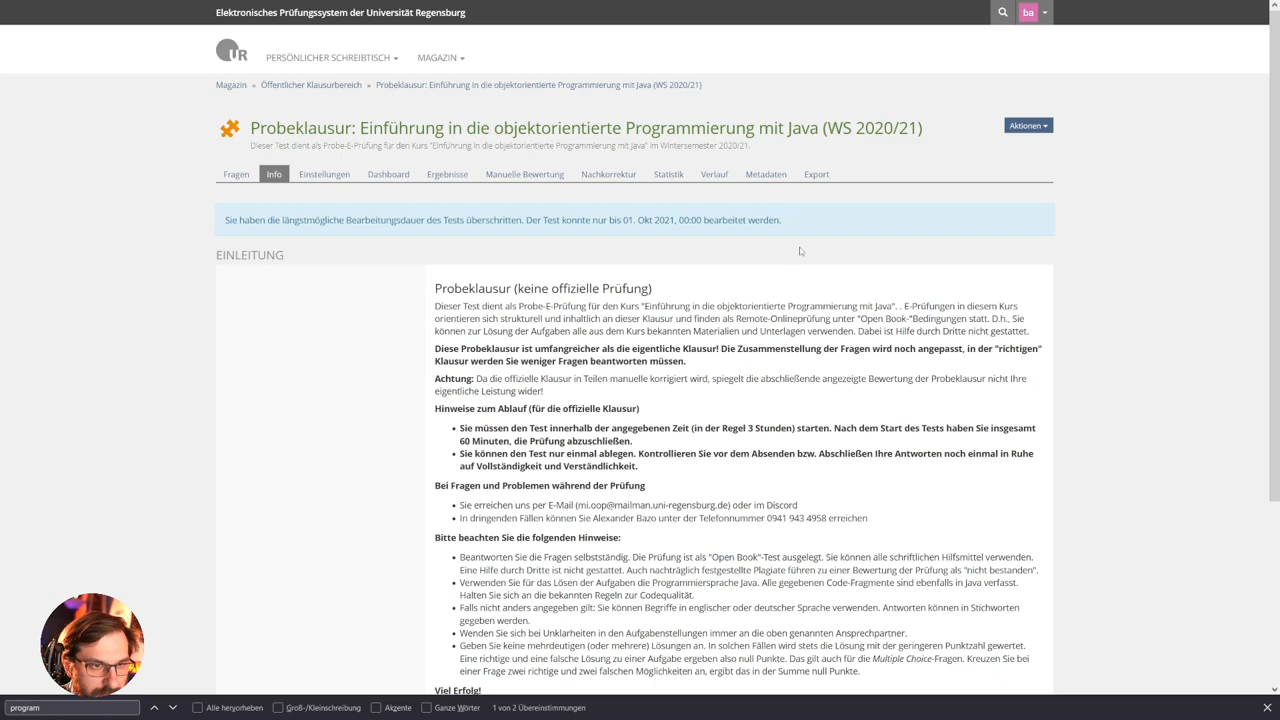 Elektronisches Prüfungssystem der Universität Regensburg
ba
UR
PERSÖNLICHER SCHREIBTISCH
MAGAZIN
Magazin » Öffentlicher Klausurbereich » Probeklausur: Einführung in die objektorientierte Programmierung mit Java (WS 2020/21)
Probeklausur: Einführung in die objektorientierte Programmierung mit Java (WS 2020/21)
Aktionen
Dieser Test dient als Probe-E-Prüfung für den Kurs "Einführung in die objektorientierte Programmierung mit Java" im Wintersemester 2020/21.
Fragen Info Einstellungen Dashboard Ergebnisse Manuelle Bewertung Nachkorrektur Statistik Verlauf Metadaten Export
Sie haben die längstmögliche Bearbeitungsdauer des Tests überschritten. Der Test konnte nur bis 01. Okt 2021, 00:00 bearbeitet werden.
EINLEITUNG
Probeklausur (keine offizielle Prüfung)
Dieser Test dient als Probe-E-Prüfung für den Kurs "Einführung in die objektorientierte Programmierung mit Java". . E-Prüfungen in diesem Kurs
orientieren sich strukturell und inhaltlich an dieser Klausur und finden als Remote-Onlineprüfung unter "Open Book-"Bedingungen statt. D.h., Sie
können zur Lösung der Aufgaben alle aus dem Kurs bekannten Materialien und Unterlagen verwenden. Dabei ist Hilfe durch Dritte nicht gestattet.
Diese Probeklausur ist umfangreicher als die eigentliche Klausur! Die Zusammenstellung der Fragen wird noch angepasst, in der "richtigen"
Klausur werden Sie weniger Fragen beantworten müssen.
Achtung: Da die offizielle Klausur in Teilen manuelle korrigiert wird, spiegelt die abschließende angezeigte Bewertung der Probeklausur nicht Ihre
eigentliche Leistung wider!
Hinweise zum Ablauf (für die offizielle Klausur)
• Sie müssen den Test innerhalb der angegebenen Zeit (in der Regel 3 Stunden) starten. Nach dem Start des Tests haben Sie insgesamt
60 Minuten, die Prüfung abzuschließen.
• Sie können den Test nur einmal ablegen. Kontrollieren Sie vor dem Absenden bzw. Abschließen Ihre Antworten noch einmal in Ruhe
auf Vollständigkeit und Verständlichkeit.
Bei Fragen und Problemen während der Prüfung
• Sie erreichen uns per E-Mail (mi.oop@mailman.uni-regensburg.de) oder im Discord
• In dringenden Fällen können Sie Alexander Bazo unter der Telefonnummer 0941 943 4958 erreichen
Bitte beachten Sie die folgenden Hinweise:
• Beantworten Sie die Fragen selbstständig. Die Prüfung ist als "Open Book"-Test ausgelegt. Sie können alle schriftlichen Hilfsmittel verwenden.
Eine Hilfe durch Dritte ist nicht gestattet. Auch nachträglich festgestellte Plagiate führen zu einer Bewertung der Prüfung als "nicht bestanden".
• Verwenden Sie für das Lösen der Aufgaben die Programmiersprache Java. Alle gegebenen Code-Fragmente sind ebenfalls in Java verfasst.
Halten Sie sich an die bekannten Regeln zur Codequalität.
• Falls nicht anders angegeben gilt: Sie können Begriffe in englischer oder deutscher Sprache verwenden. Antworten können in Stichworten
gegeben werden.
• Wenden Sie sich bei Unklarheiten in den Aufgabenstellungen immer an die oben genannten Ansprechpartner.
• Geben Sie keine mehrdeutigen (oder mehrere) Lösungen an. In solchen Fällen wird stets die Lösung mit der geringeren Punktzahl gewertet.
Eine richtige und eine falsche Lösung zu einer Aufgabe ergeben also null Punkte. Das gilt auch für die Multiple Choice-Fragen. Kreuzen Sie bei
einer Frage zwei richtige und zwei falschen Möglichkeiten an, ergibt das in der Summe null Punkte.
Viel Erfolg!
program
Alle hervorheben Groß-/Kleinschreibung Akzente Ganze Wörter 1 von 2 Übereinstimmungen